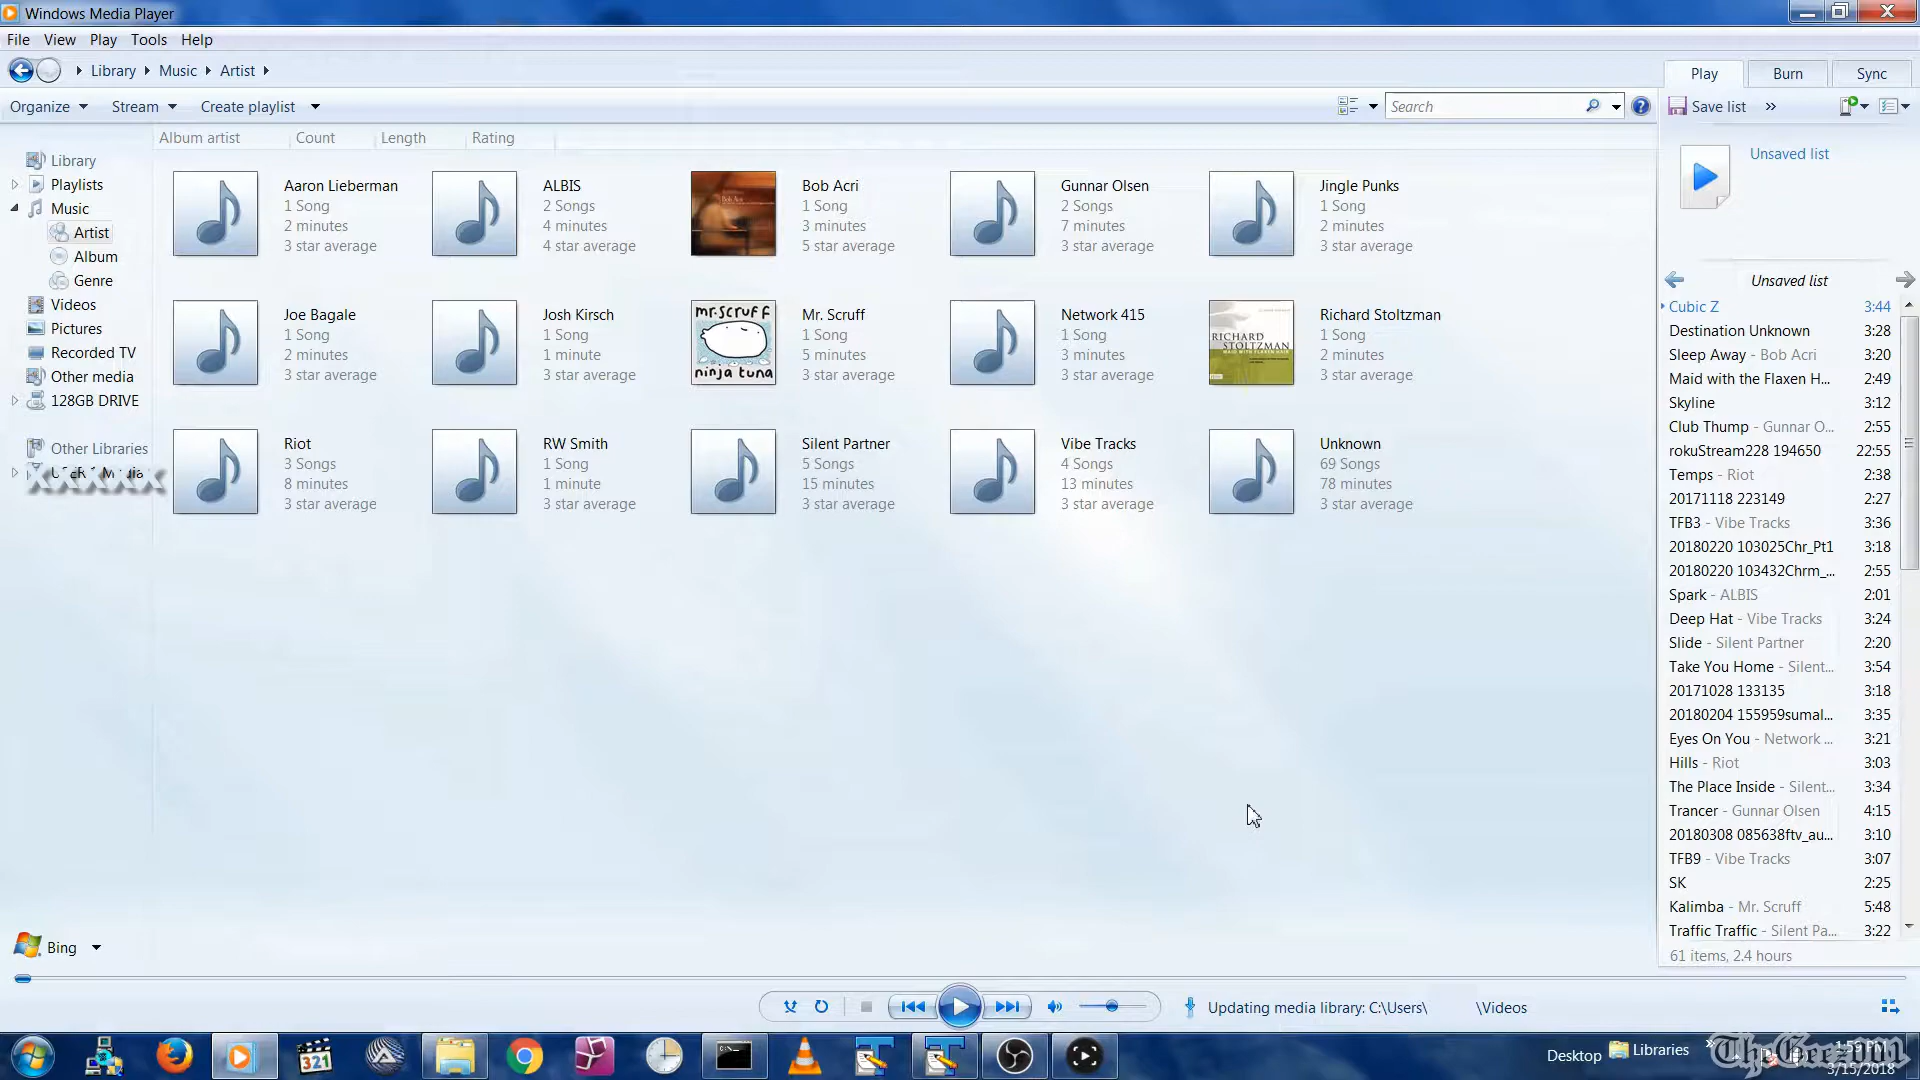 Windows Media Player
File View Play Tools Help
Library Music Artist
Play Burn Sync
Organize Stream Create playlist
Search
Save list »
Album artist Count Length Rating
Library
Playlists
Music
Artist
Album
Genre
Videos
Pictures
Recorded TV
Other media
128GB DRIVE
Other Libraries
Aaron Lieberman
1 Song
2 minutes
3 star average
ALBIS
2 Songs
4 minutes
4 star average
Bob Acri
1 Song
3 minutes
5 star average
Gunnar Olsen
2 Songs
7 minutes
3 star average
Jingle Punks
1 Song
2 minutes
3 star average
Joe Bagale
1 Song
2 minutes
3 star average
Josh Kirsch
1 Song
1 minute
3 star average
mr.scruff
ninja tuna
Mr. Scruff
1 Song
5 minutes
3 star average
Network 415
1 Song
3 minutes
3 star average
RICHARD
STOLTZMAN
MAID WITH THE FLAXEN HAIR
Richard Stoltzman
1 Song
2 minutes
3 star average
Riot
3 Songs
8 minutes
3 star average
RW Smith
1 Song
1 minute
3 star average
Silent Partner
5 Songs
15 minutes
3 star average
Vibe Tracks
4 Songs
13 minutes
3 star average
Unknown
69 Songs
78 minutes
3 star average
Unsaved list
Unsaved list
Cubic Z 3:44
Destination Unknown 3:28
Sleep Away - Bob Acri 3:20
Maid with the Flaxen H... 2:49
Skyline 3:12
Club Thump - Gunnar O... 2:55
rokuStream228 194650 22:55
Temps - Riot 2:38
20171118 223149 2:27
TFB3 - Vibe Tracks 3:36
20180220 103025Chr_Pt1 3:18
20180220 103432Chrm_... 2:55
Spark - ALBIS 2:01
Deep Hat - Vibe Tracks 3:24
Slide - Silent Partner 2:20
Take You Home - Silent... 3:54
20171028 133135 3:18
20180204 155959sumal... 3:35
Eyes On You - Network ... 3:21
Hills - Riot 3:03
The Place Inside - Silent... 3:34
Trancer - Gunnar Olsen 4:15
20180308 085638ftv_au... 3:10
TFB9 - Vibe Tracks 3:07
SK 2:25
Kalimba - Mr. Scruff 5:48
Traffic Traffic - Silent Pa... 3:22
61 items, 2.4 hours
Bing
Updating media library: C:\Users\ \Videos
321
Desktop Libraries »
1:59 PM
3/15/2018